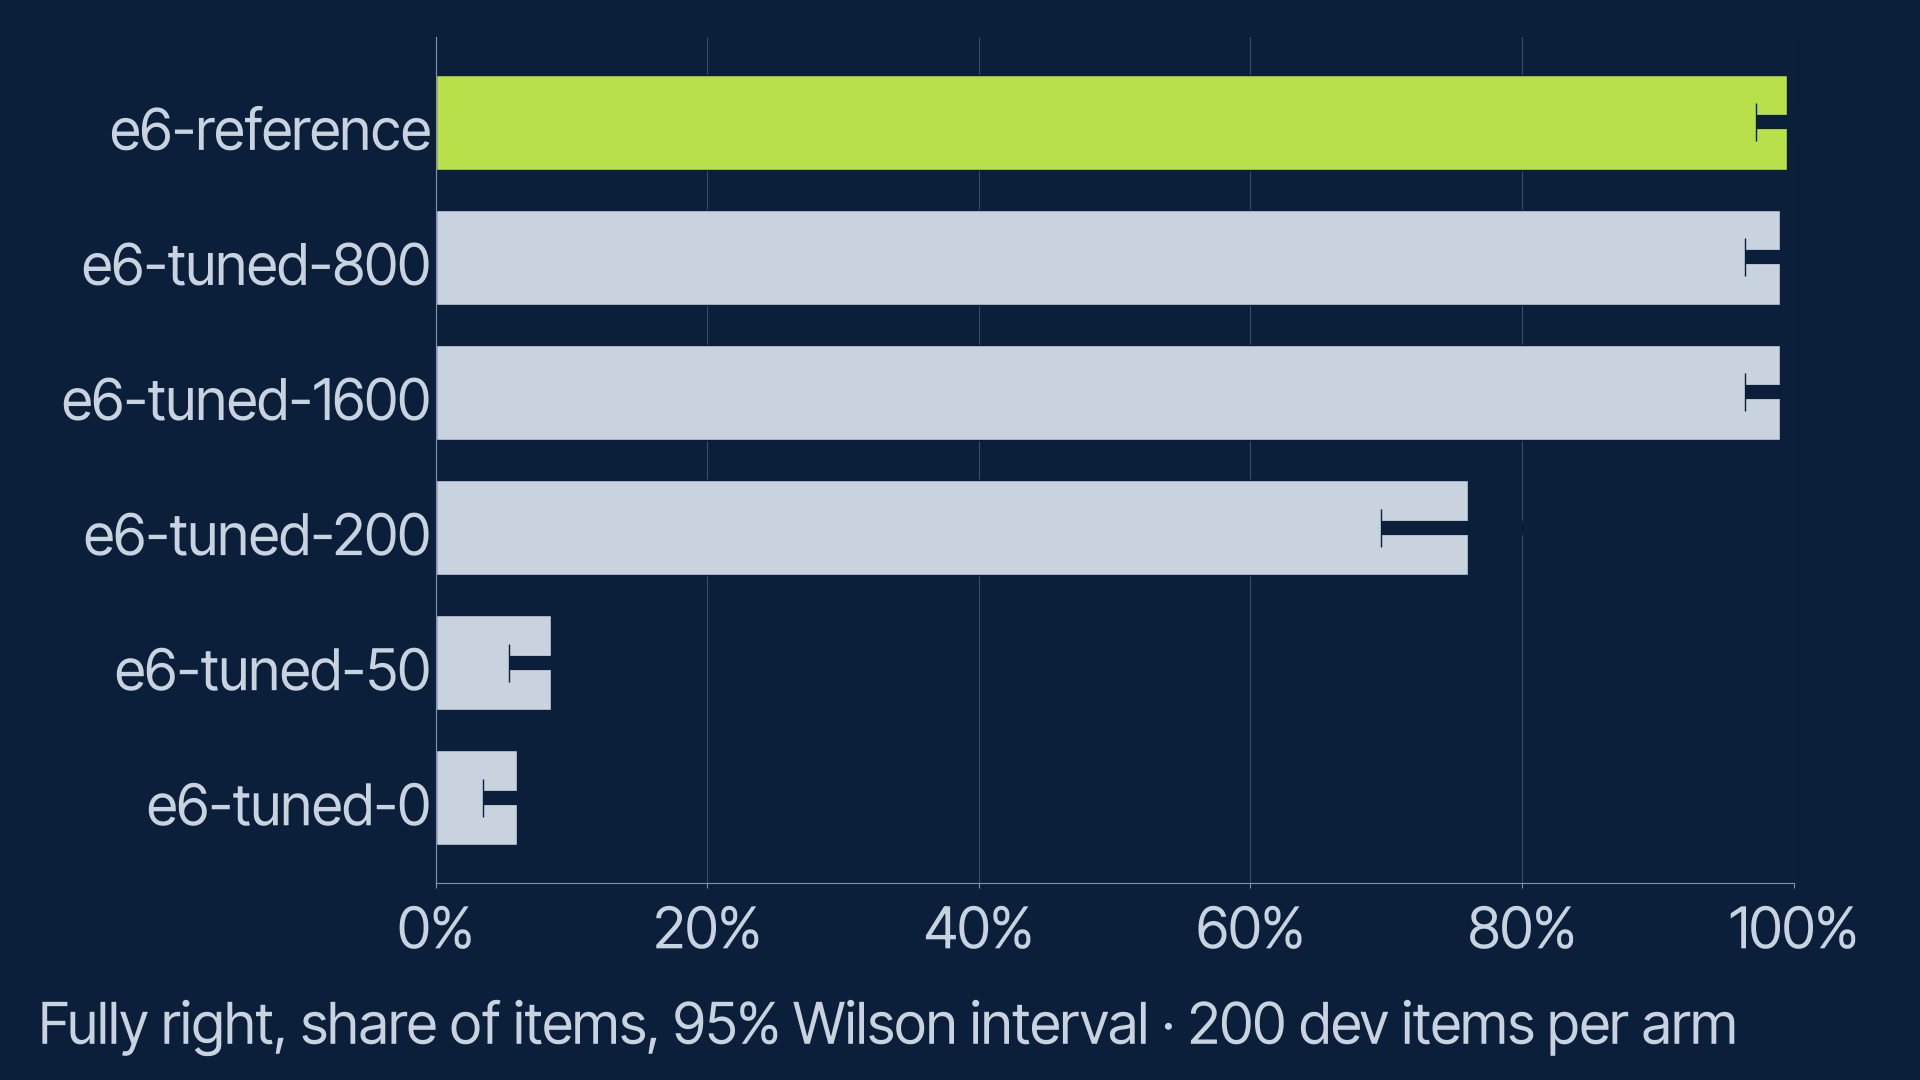 e6-reference
e6-tuned-800
e6-tuned-1600
e6-tuned-200
e6-tuned-50
e6-tuned-0
0% 20% 40% 60% 80% 100%
Fully right, share of items, 95% Wilson interval · 200 dev items per arm